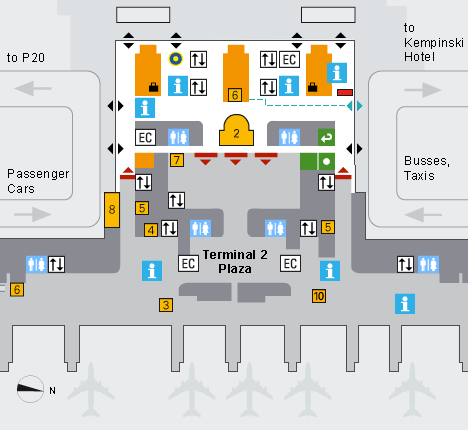 to
Kempinski
Hotel
to P20
6
EC
EC
2
7
Passenger
Cars
Busses,
Taxis
5
8
4
5
Terminal 2
Plaza
EC
EC
6
3
10
N